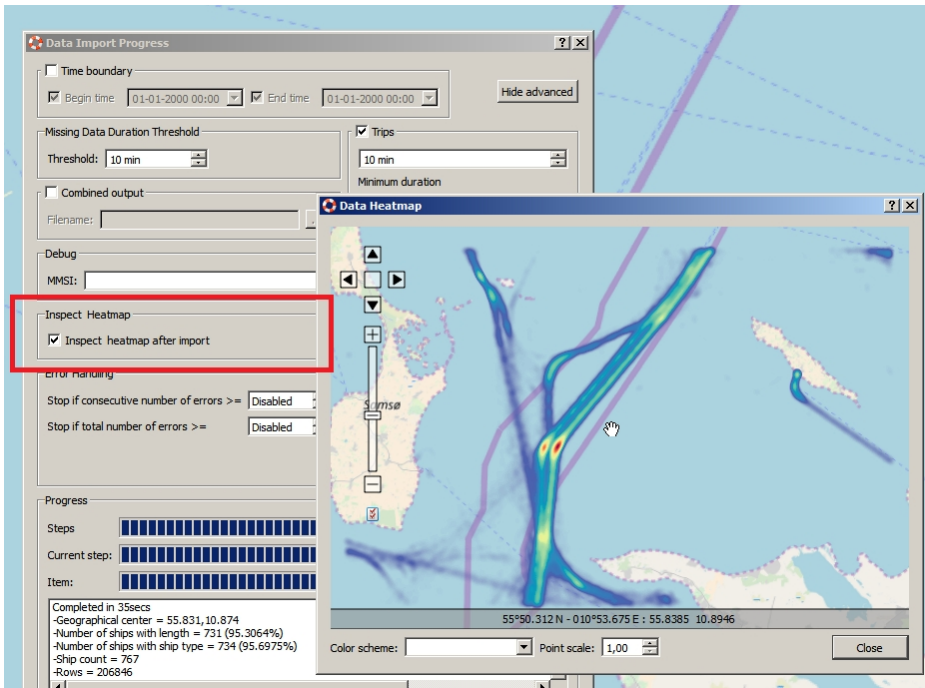 Data Import Progress
Time boundary
Begin time 01-01-2000 00:00 End time 01-01-2000 00:00
Hide advanced
Missing Data Duration Threshold
Threshold: 10 min
Trips
10 min
Minimum duration
Combined output
Filename:
Debug
MMSI:
Inspect Heatmap
Inspect heatmap after import
Error Handling
Stop if consecutive number of errors >= Disabled
Stop if total number of errors >= Disabled
Progress
Steps
Current step:
Item:
Completed in 35secs
-Geographical center = 55.831,10.874
-Number of ships with length = 731 (95.3064%)
-Number of ships with ship type = 734 (95.6975%)
-Ship count = 767
-Rows = 206846
Data Heatmap
Samsø
55°50.312 N - 010°53.675 E : 55.8385 10.8946
Color scheme: Point scale: 1,00 Close